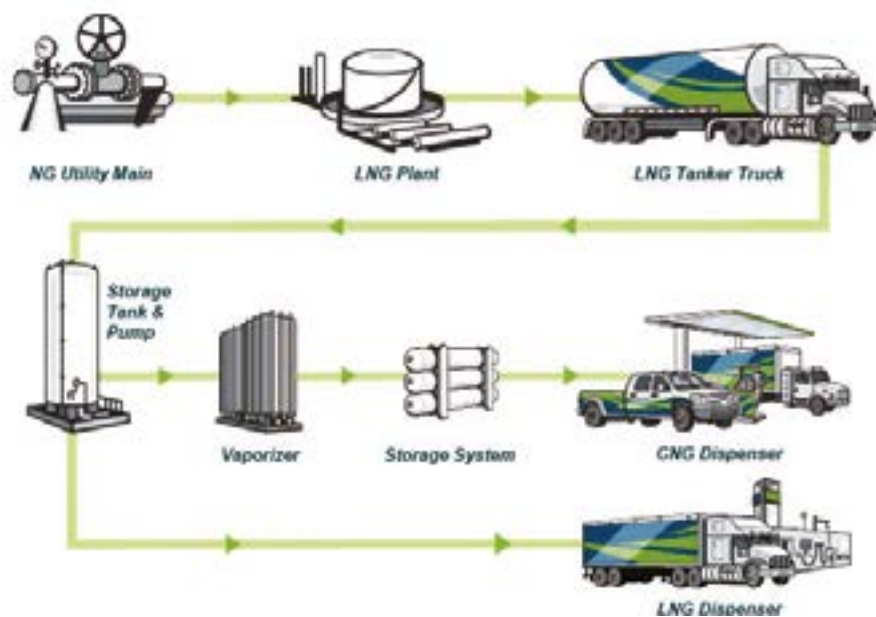 NG Utility Main
LNG Plant
LNG Tanker Truck
Storage
Tank &
Pump
Vaporizer
Storage System
CNG Dispenser
LNG Dispenser